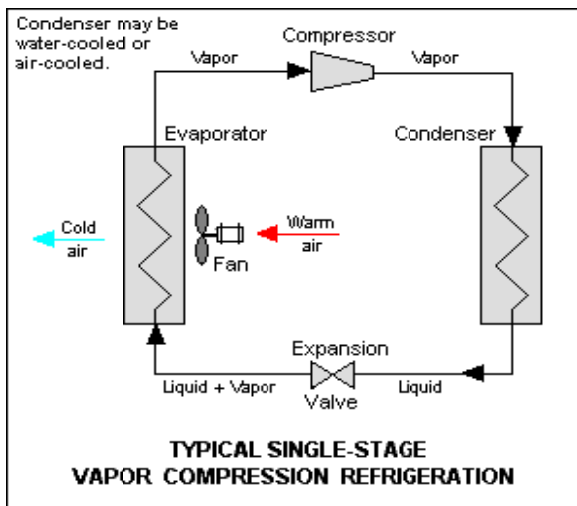 Condenser may be
water-cooled or
air-cooled.
Compressor
Vapor
Vapor
Evaporator
Condenser
Cold
air
Warm
air
Fan
Expansion
Valve
Liquid + Vapor
Liquid
TYPICAL SINGLE-STAGE
VAPOR COMPRESSION REFRIGERATION